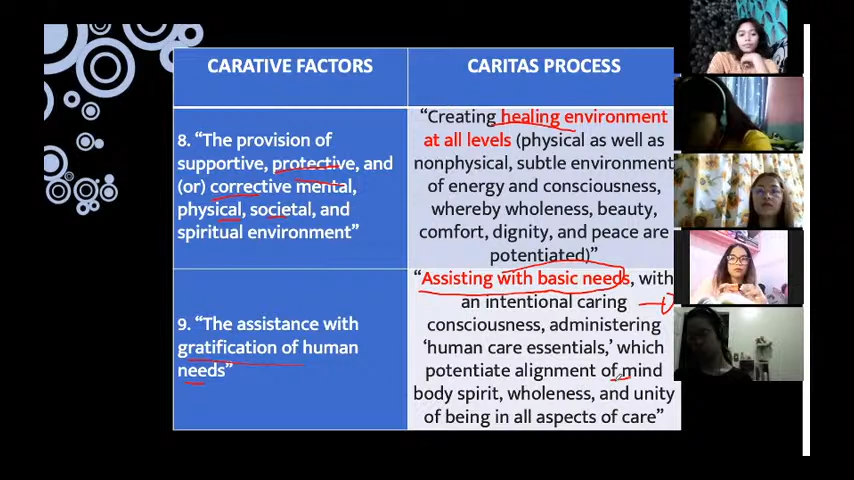 CARATIVE FACTORS
CARITAS PROCESS
8. “The provision of
supportive, protective, and
(or) corrective mental,
physical, societal, and
spiritual environment”
“Creating healing environment
at all levels (physical as well as
nonphysical, subtle environment
of energy and consciousness,
whereby wholeness, beauty,
comfort, dignity, and peace are
potentiated)”
9. “The assistance with
gratification of human
needs”
“Assisting with basic needs, with
an intentional caring
consciousness, administering
‘human care essentials,’ which
potentiate alignment of mind
body spirit, wholeness, and unity
of being in all aspects of care”